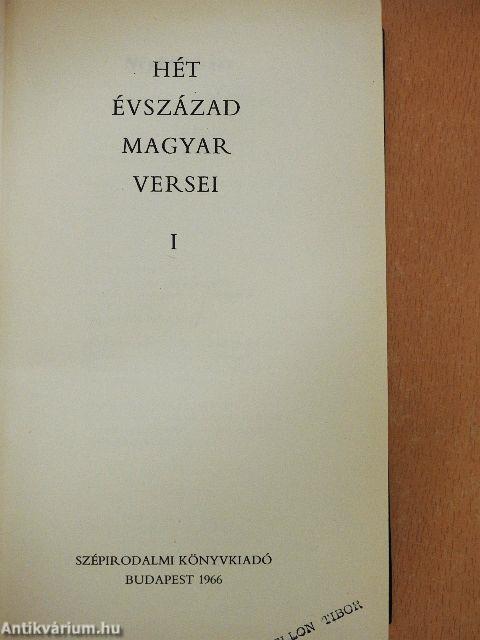 HÉT
ÉVSZÁZAD
MAGYAR
VERSEI
I
SZÉPIRODALMI KÖNYVKIADÓ
BUDAPEST 1966
TIBOR
Antikvárium.hu